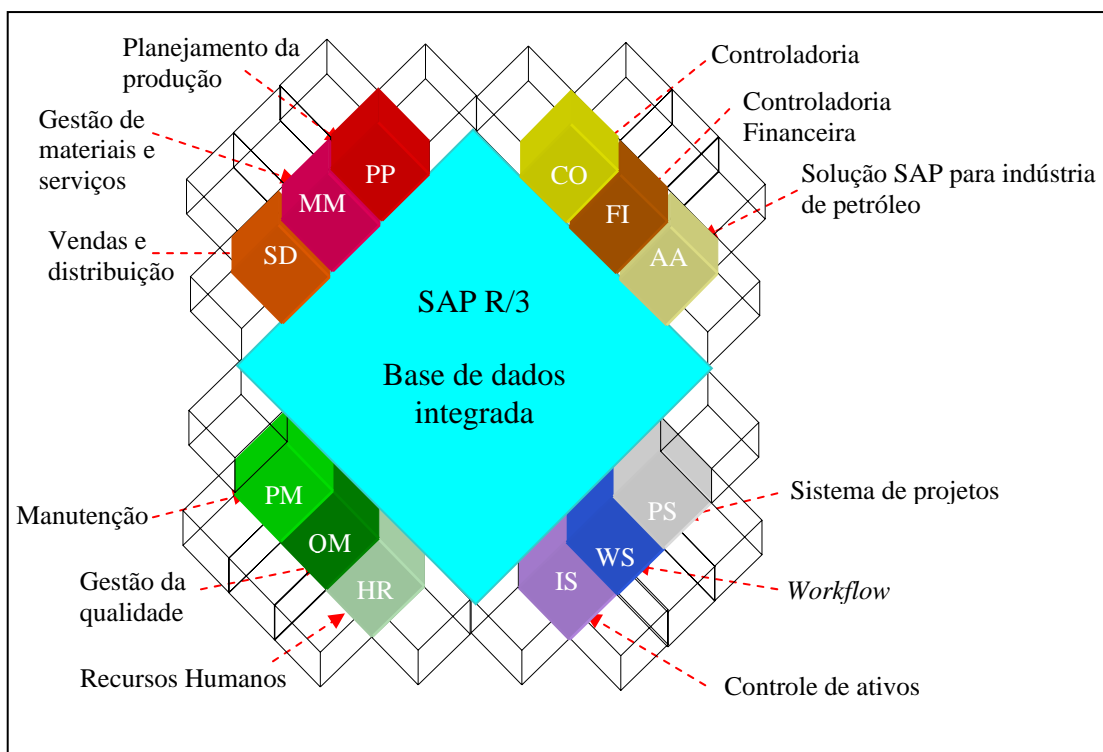 Planejamento da
produção
Controladoria
Gestão de
materiais e
serviços
Controladoria
Financeira
Solução SAP para indústria
de petróleo
Vendas e
distribuição
PP
MM
SD
CO
FI
AA
SAP R/3
Base de dados
integrada
PM
OM
HR
PS
WS
IS
Manutenção
Sistema de projetos
Gestão da
qualidade
Workflow
Recursos Humanos
Controle de ativos